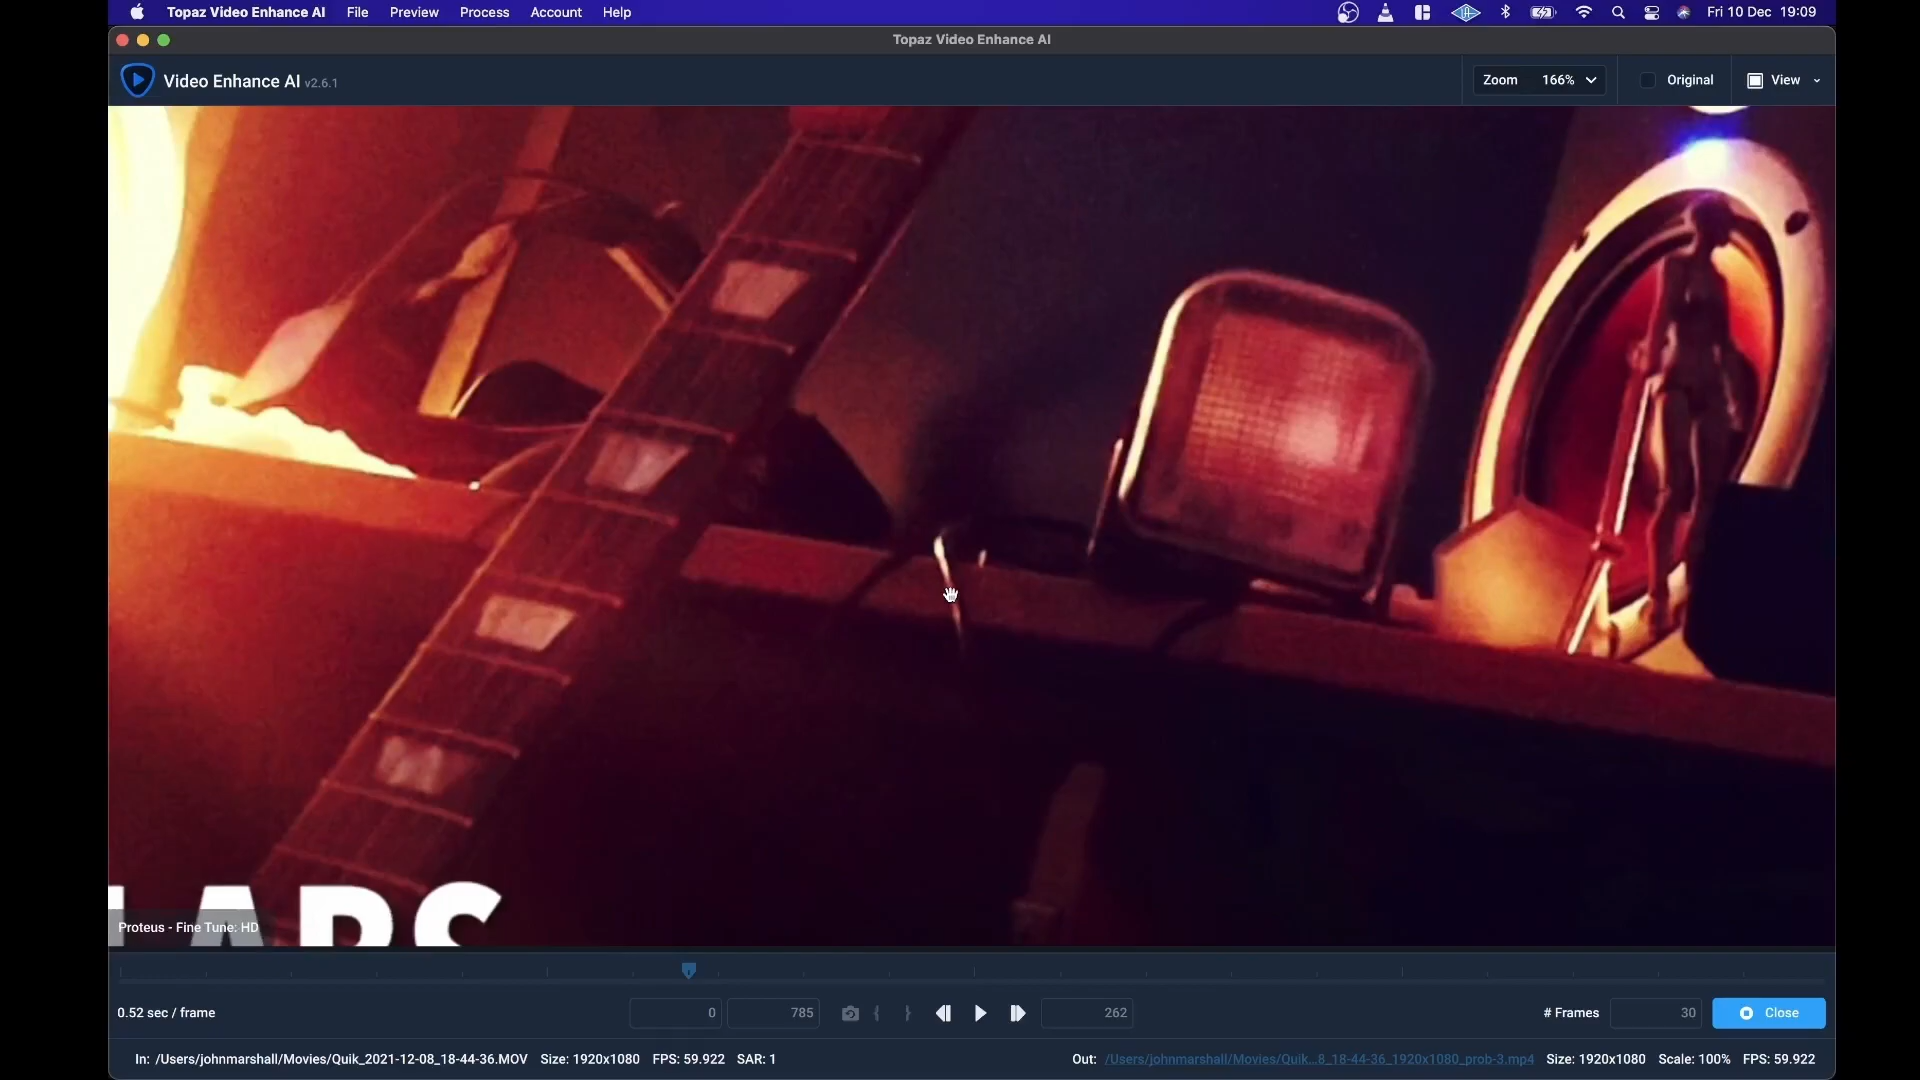 Topaz Video Enhance AI File Preview Process Account Help Fri 10 Dec 19:09
Topaz Video Enhance AI
Video Enhance AI v2.6.1 Zoom 166% Original View
LABS
Proteus - Fine Tune: HD
0.52 sec / frame 0 785 { } 262 # Frames 30 Close
In: /Users/johnmarshall/Movies/Quik_2021-12-08_18-44-36.MOV Size: 1920x1080 FPS: 59.922 SAR: 1 Out: /Users/johnmarshall/Movies/Quik...8_18-44-36_1920x1080_prob-3.mp4 Size: 1920x1080 Scale: 100% FPS: 59.922